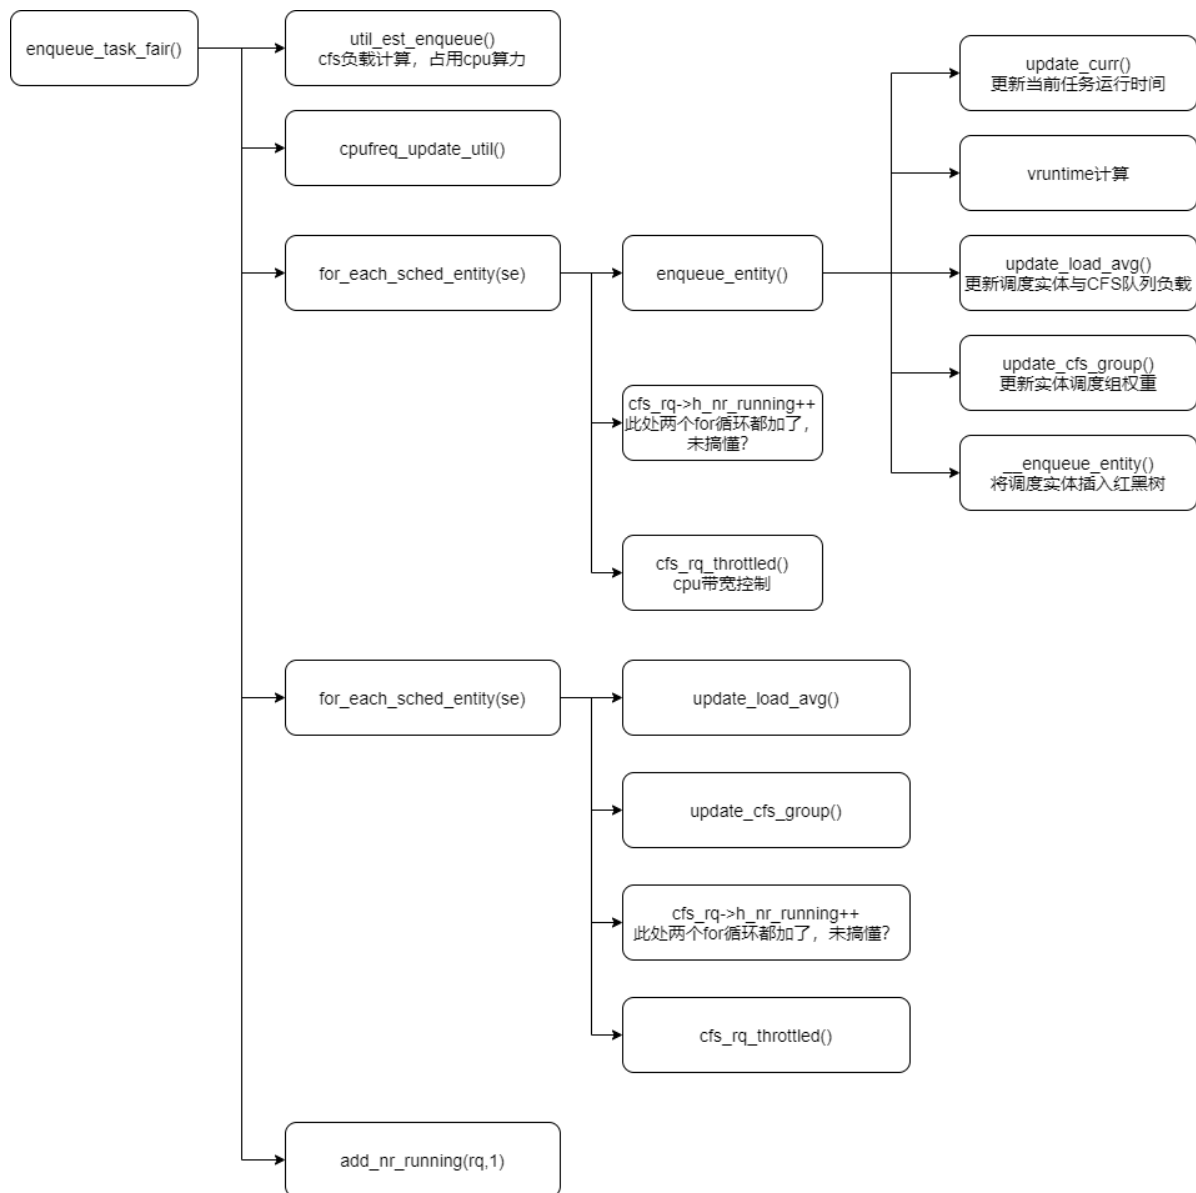 enqueue_task_fair()
util_est_enqueue()
cfs负载计算，占用cpu算力
cpufreq_update_util()
for_each_sched_entity(se)
enqueue_entity()
update_curr()
更新当前任务运行时间
vruntime计算
update_load_avg()
更新调度实体与CFS队列负载
update_cfs_group()
更新实体调度组权重
__enqueue_entity()
将调度实体插入红黑树
cfs_rq->h_nr_running++
此处两个for循环都加了，
未搞懂？
cfs_rq_throttled()
cpu带宽控制
for_each_sched_entity(se)
update_load_avg()
update_cfs_group()
cfs_rq->h_nr_running++
此处两个for循环都加了，未搞懂？
cfs_rq_throttled()
add_nr_running(rq,1)